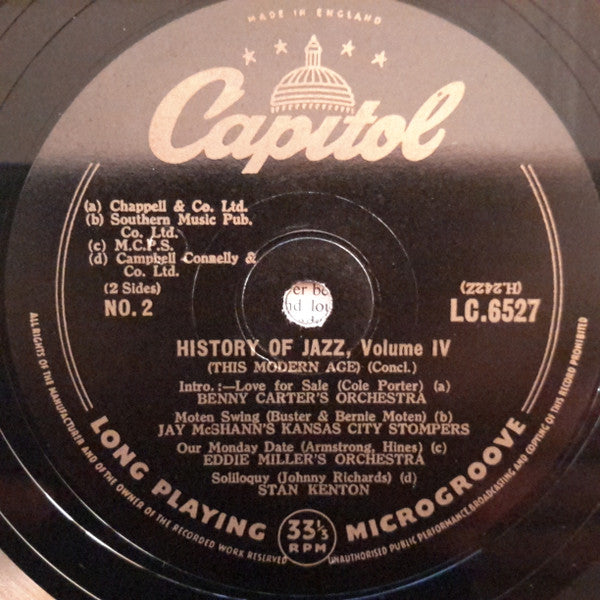 MADE IN ENGLAND
Capitol
(a) Chappell & Co. Ltd.
(b) Southern Music Pub.
Co. Ltd.
(c) M.C.P.S.
(d) Campbell Connelly &
Co. Ltd.
(2 Sides)
NO. 2
(H.242Z)
LC.6527
HISTORY OF JAZZ, Volume IV
(THIS MODERN AGE) (Concl.)
Intro.:—Love for Sale (Cole Porter) (a)
BENNY CARTER'S ORCHESTRA
Moten Swing (Buster & Bernie Moten) (b)
JAY McSHANN'S KANSAS CITY STOMPERS
Our Monday Date (Armstrong, Hines) (c)
EDDIE MILLER'S ORCHESTRA
Soliloquy (Johnny Richards) (d)
STAN KENTON
LONG PLAYING
33⅓
RPM
MICROGROOVE
ALL RIGHTS OF THE MANUFACTURER AND OF THE OWNER OF THE RECORDED WORK RESERVED
UNAUTHORISED PUBLIC PERFORMANCE, BROADCASTING AND COPYING OF THIS RECORD PROHIBITED